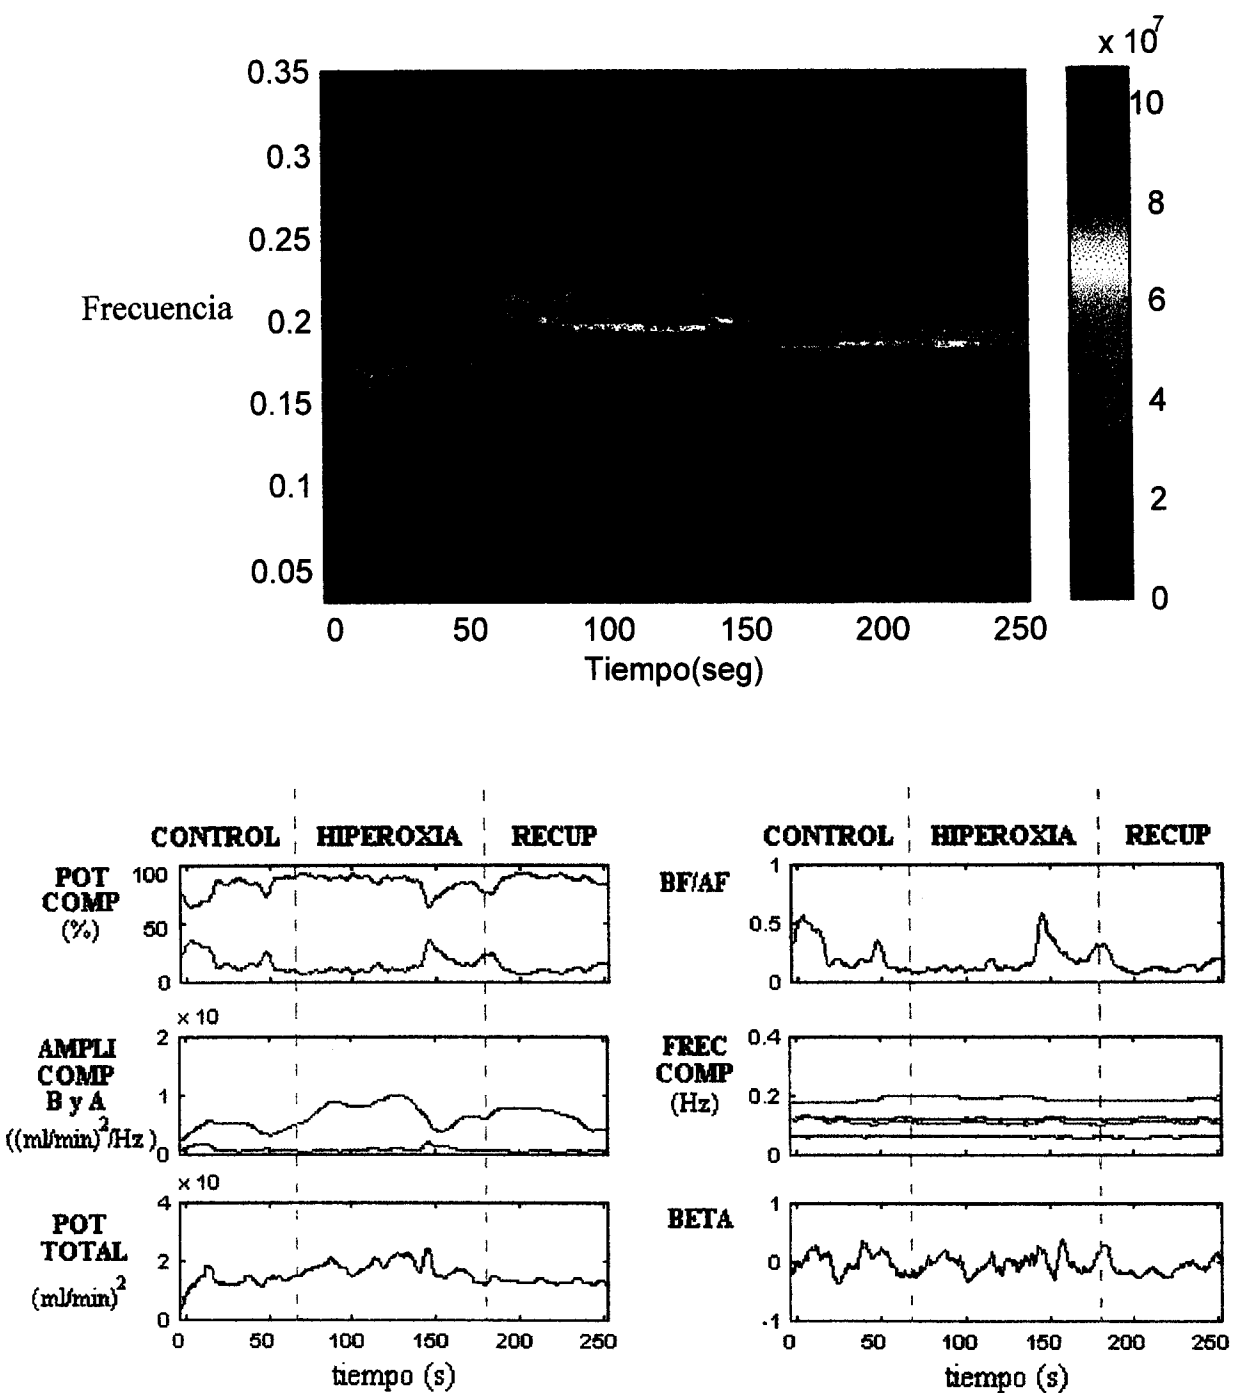 x 10^7
0.35
0.3
0.25
0.2
0.15
0.1
0.05
Frecuencia
10
8
6
4
2
0
0 50 100 150 200 250
Tiempo(seg)
CONTROL HIPEROXIA RECUP
POT
COMP
(%)
100
50
0
x 10
AMPLI
COMP
B y A
((ml/min)^2/Hz)
2
1
0
x 10
POT
TOTAL
(ml/min)^2
4
2
0
0 50 100 150 200 250
tiempo (s)
CONTROL HIPEROXIA RECUP
BF/AF
1
0.5
0
FREC
COMP
(Hz)
0.4
0.2
0
BETA
1
0
-1
0 50 100 150 200 250
tiempo (s)